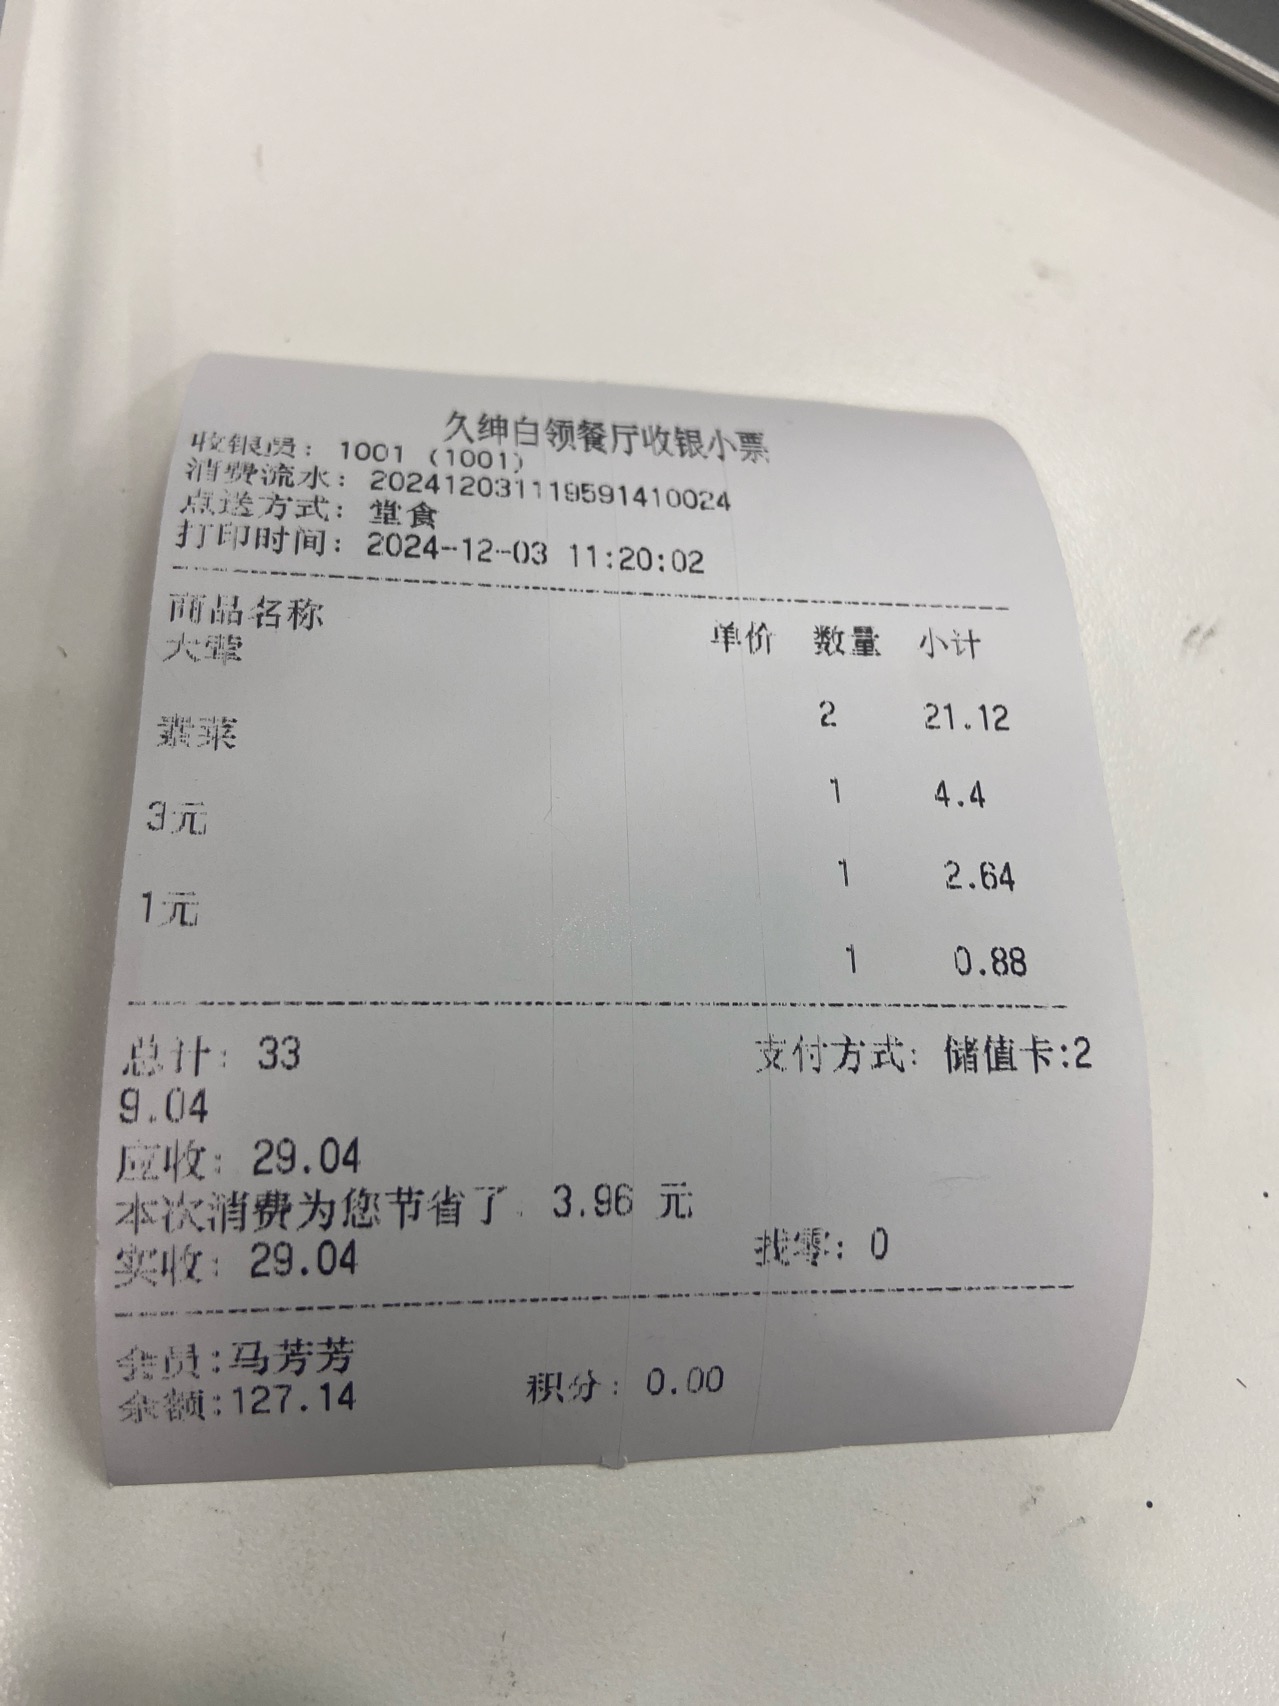 久绅白领餐厅收银小票
收银员： 1001 (1001)
消费流水： 2024120311119591410024
点送方式： 堂食
打印时间： 2024-12-03 11:20:02
商品名称 单价 数量 小计
大荤
2 21.12
素菜
1 4.4
3元
1 2.64
1元
1 0.88
总计： 33 支付方式： 储值卡:2
9.04
应收： 29.04
本次消费为您节省了 3.96 元
实收： 29.04 找零： 0
会员:马芳芳
余额:127.14 积分： 0.00